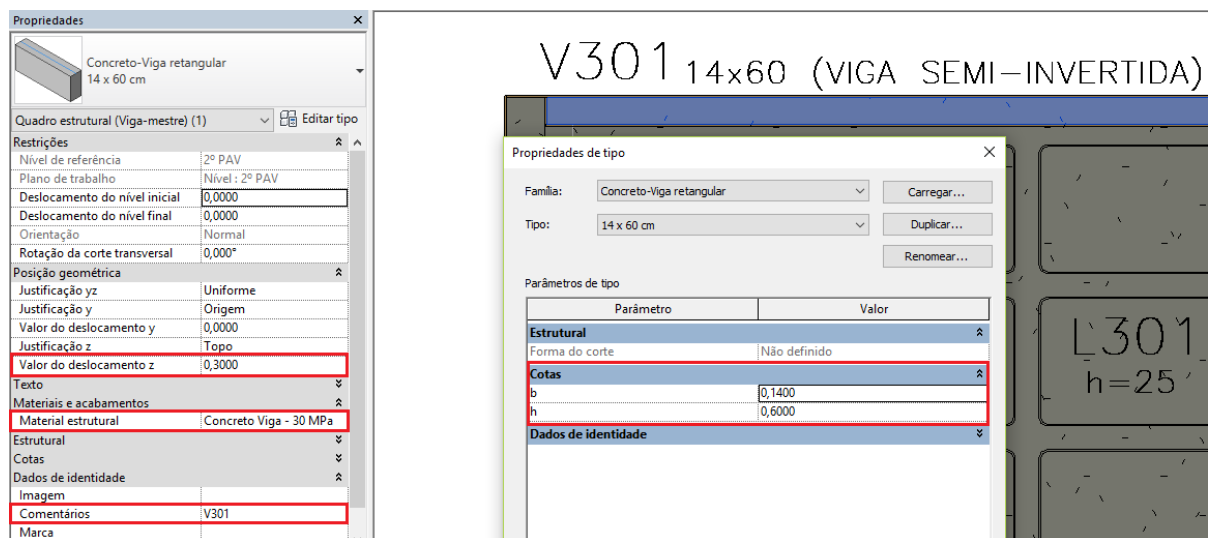 Propriedades
Concreto-Viga retangular
14 x 60 cm
Quadro estrutural (Viga-mestre) (1)
Editar tipo
Restrições
Nível de referência 2º PAV
Plano de trabalho Nível : 2º PAV
Deslocamento do nível inicial 0,0000
Deslocamento do nível final 0,0000
Orientação Normal
Rotação da corte transversal 0,000°
Posição geométrica
Justificação yz Uniforme
Justificação y Origem
Valor do deslocamento y 0,0000
Justificação z Topo
Valor do deslocamento z 0,3000
Texto
Materiais e acabamentos
Material estrutural Concreto Viga - 30 MPa
Estrutural
Cotas
Dados de identidade
Imagem
Comentários V301
Marca
V301 14x60 (VIGA SEMI-INVERTIDA)
Propriedades de tipo
Família: Concreto-Viga retangular Carregar...
Tipo: 14 x 60 cm Duplicar...
Renomear...
Parâmetros de tipo
Parâmetro Valor
Estrutural
Forma do corte Não definido
Cotas
b 0,1400
h 0,6000
Dados de identidade
L301
h=25